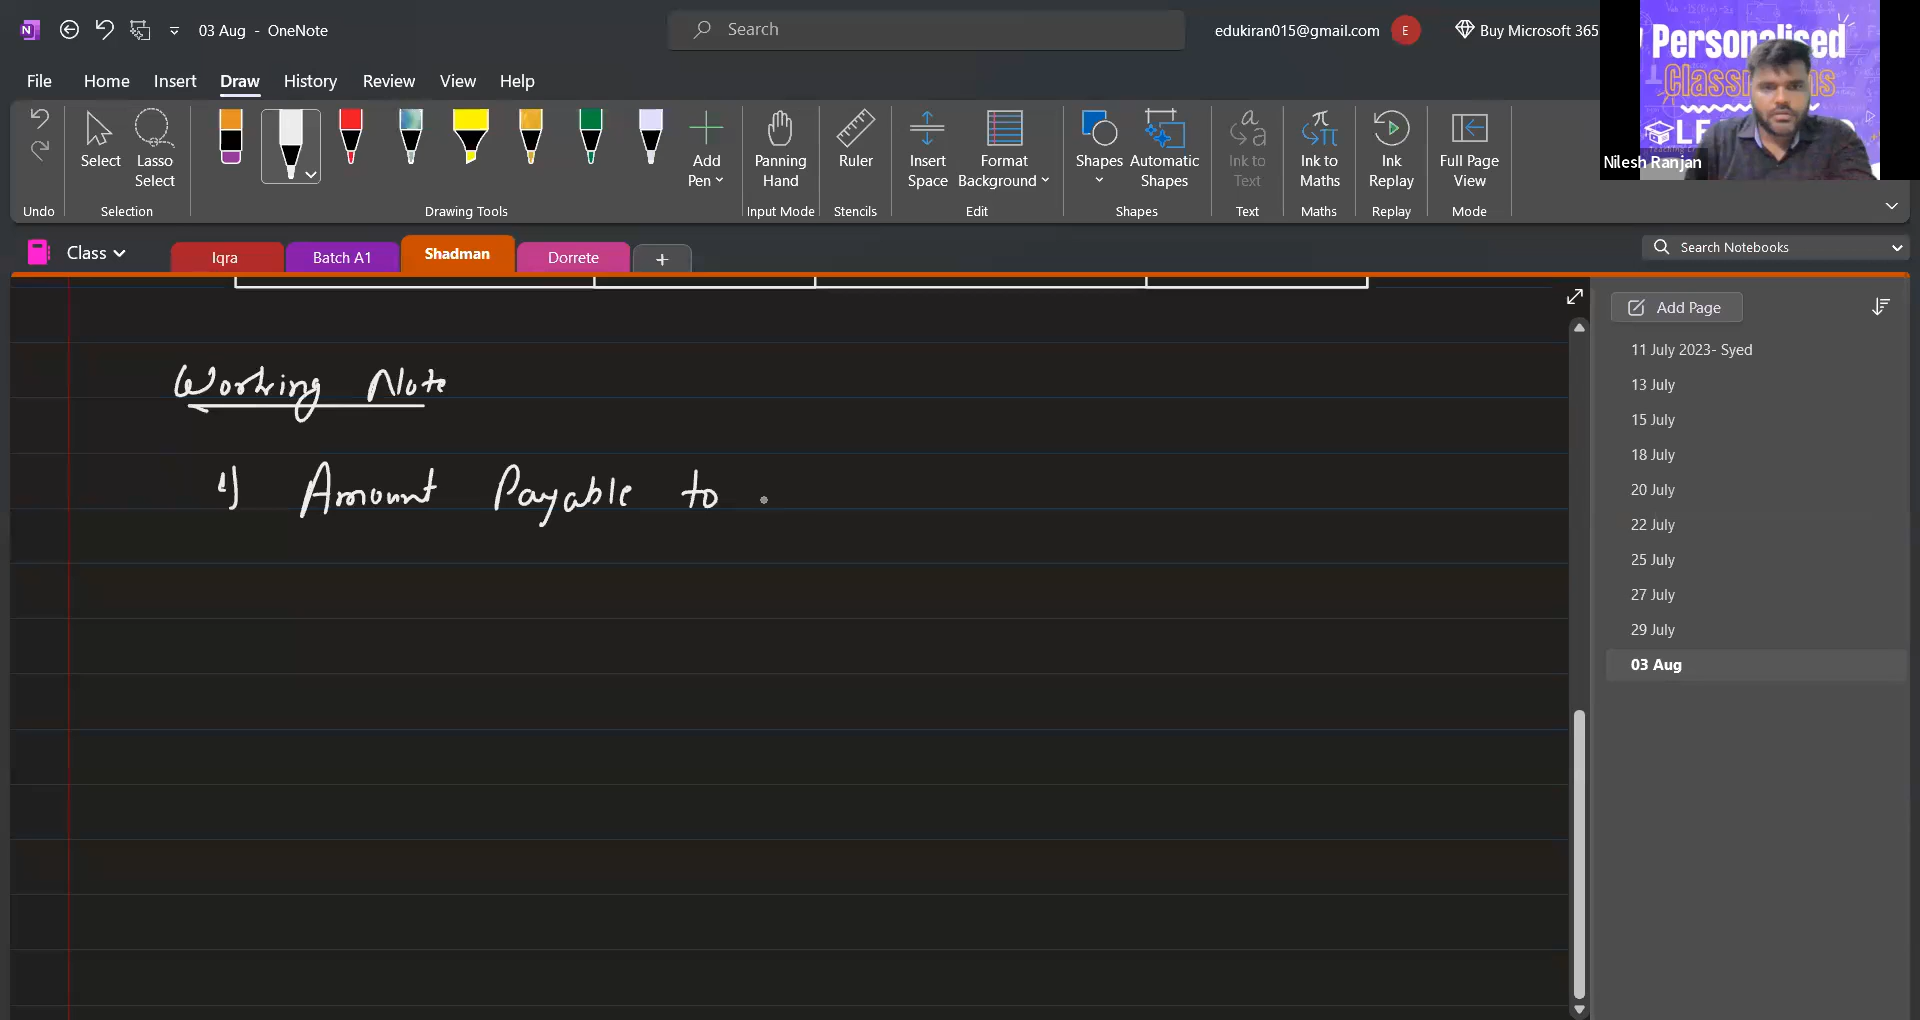 03 Aug - OneNote
Search
edukiran015@gmail.com
E
Buy Microsoft 365
File Home Insert Draw History Review View Help
Select
Lasso Select
Add Pen
Panning Hand
Ruler
Insert Space
Format Background
Shapes
Automatic Shapes
Ink to Text
Ink to Maths
Ink Replay
Full Page View
Undo
Selection
Drawing Tools
Input Mode
Stencils
Edit
Shapes
Text
Maths
Replay
Mode
Personalised
Nilesh Ranjan
Class
Iqra
Batch A1
Shadman
Dorrete
Search Notebooks
Working Note
1) Amount Payable to
Add Page
11 July 2023- Syed
13 July
15 July
18 July
20 July
22 July
25 July
27 July
29 July
03 Aug